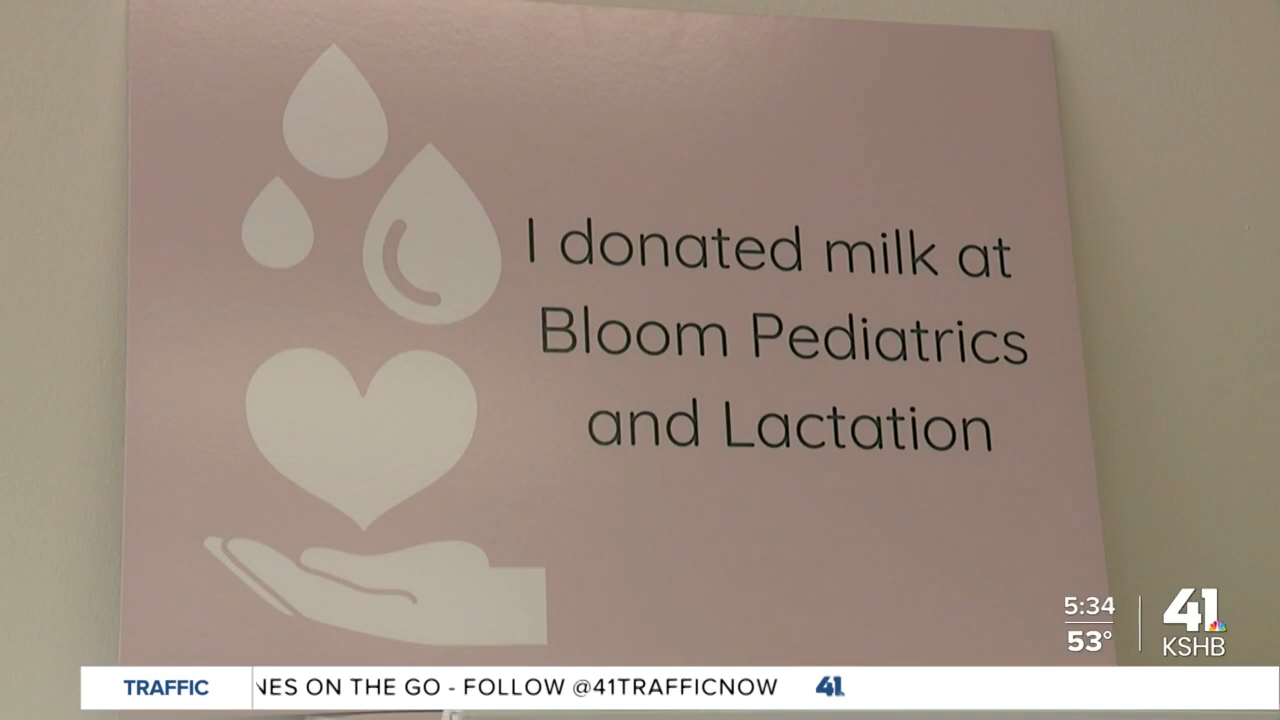 I donated milk at
Bloom Pediatrics
and Lactation
5:34
53°
41
KSHB
TRAFFIC
NES ON THE GO - FOLLOW @41TRAFFICNOW
41